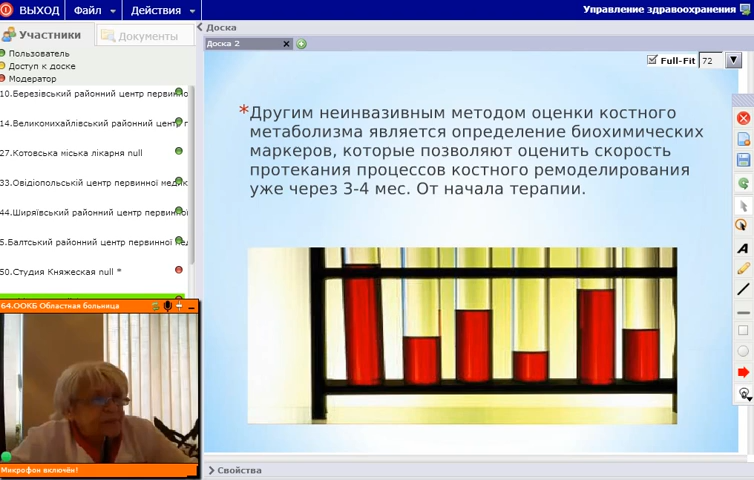 ВЫХОД
Файл
Действия
Управление здравоохранения
Участники
Документы
Пользователь
Доступ к доске
Модератор
10.Березівський районний центр первинно
14.Великомихайлівський районний центр
27.Котовська міська лікарня null
33.Овідіопольсьій центр первинної медик
44.Ширяївський районний центр первинної
5.Балтський районний центр первинної мед
50.Студия Княжеская null *
64.ООКБ Областная больница
Микрофон включён!
Доска
Доска 2
Full-Fit
72
*Другим неинвазивным методом оценки костного
метаболизма является определение биохимических
маркеров, которые позволяют оценить скорость
протекания процессов костного ремоделирования
уже через 3-4 мес. От начала терапии.
Свойства